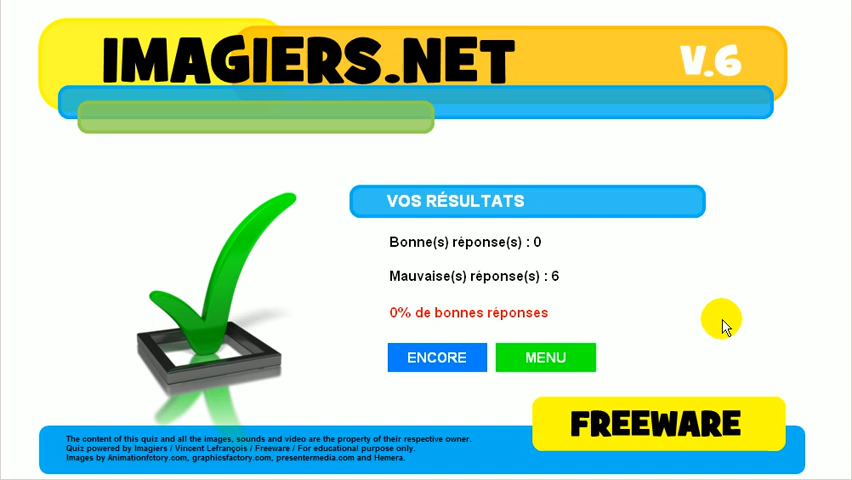 IMAGIERS.NET
V.6
VOS RÉSULTATS
Bonne(s) réponse(s) : 0
Mauvaise(s) réponse(s) : 6
0% de bonnes réponses
ENCORE
MENU
FREEWARE
The content of this quiz and all the images, sounds and video are the property of their respective owner.
Quiz powered by Imagiers / Vincent Lefrançois / Freeware / For educational purpose only.
Images by Animationfctory.com, graphicsfactory.com, presentermedia.com and Hemera.